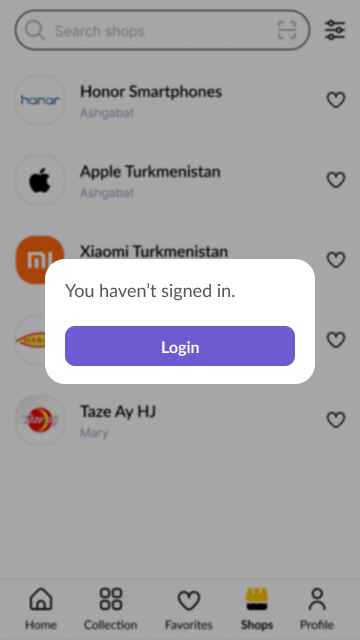 Search shops
honor
Honor Smartphones
Ashgabat
Apple Turkmenistan
Ashgabat
Xiaomi Turkmenistan
You haven't signed in.
Login
Taze Ay HJ
Mary
Home
Collection
Favorites
Shops
Profile